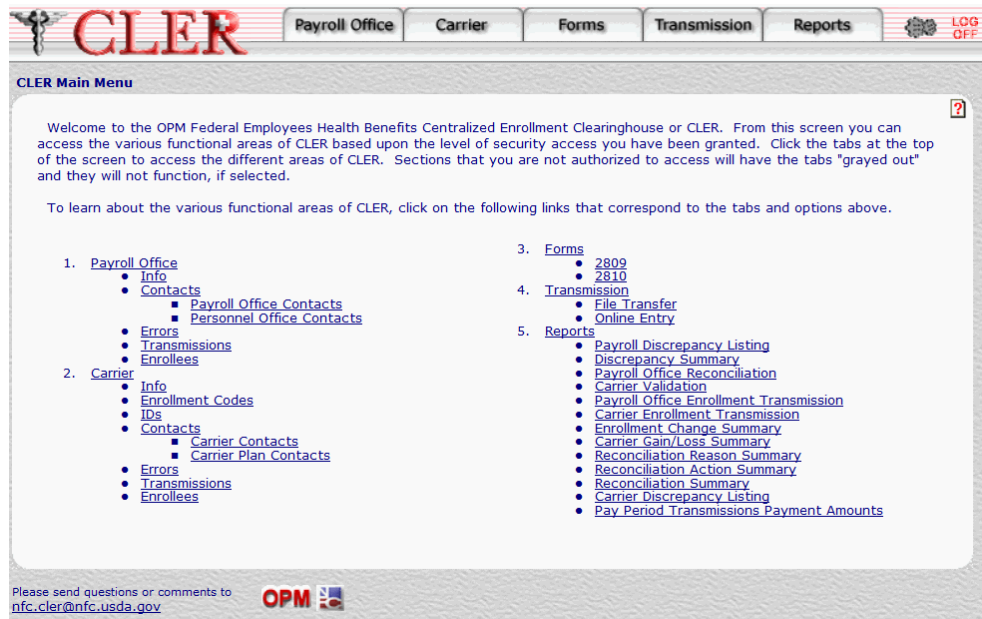 CLER
Payroll Office
Carrier
Forms
Transmission
Reports
LOG
OFF
CLER Main Menu
?
Welcome to the OPM Federal Employees Health Benefits Centralized Enrollment Clearinghouse or CLER. From this screen you can
access the various functional areas of CLER based upon the level of security access you have been granted. Click the tabs at the top
of the screen to access the different areas of CLER. Sections that you are not authorized to access will have the tabs "grayed out"
and they will not function, if selected.
To learn about the various functional areas of CLER, click on the following links that correspond to the tabs and options above.
1. Payroll Office
• Info
• Contacts
▪ Payroll Office Contacts
▪ Personnel Office Contacts
• Errors
• Transmissions
• Enrollees
2. Carrier
• Info
• Enrollment Codes
• IDs
• Contacts
▪ Carrier Contacts
▪ Carrier Plan Contacts
• Errors
• Transmissions
• Enrollees
3. Forms
• 2809
• 2810
4. Transmission
• File Transfer
• Online Entry
5. Reports
• Payroll Discrepancy Listing
• Discrepancy Summary
• Payroll Office Reconciliation
• Carrier Validation
• Payroll Office Enrollment Transmission
• Carrier Enrollment Transmission
• Enrollment Change Summary
• Carrier Gain/Loss Summary
• Reconciliation Reason Summary
• Reconciliation Action Summary
• Reconciliation Summary
• Carrier Discrepancy Listing
• Pay Period Transmissions Payment Amounts
Please send questions or comments to
nfc.cler@nfc.usda.gov
OPM